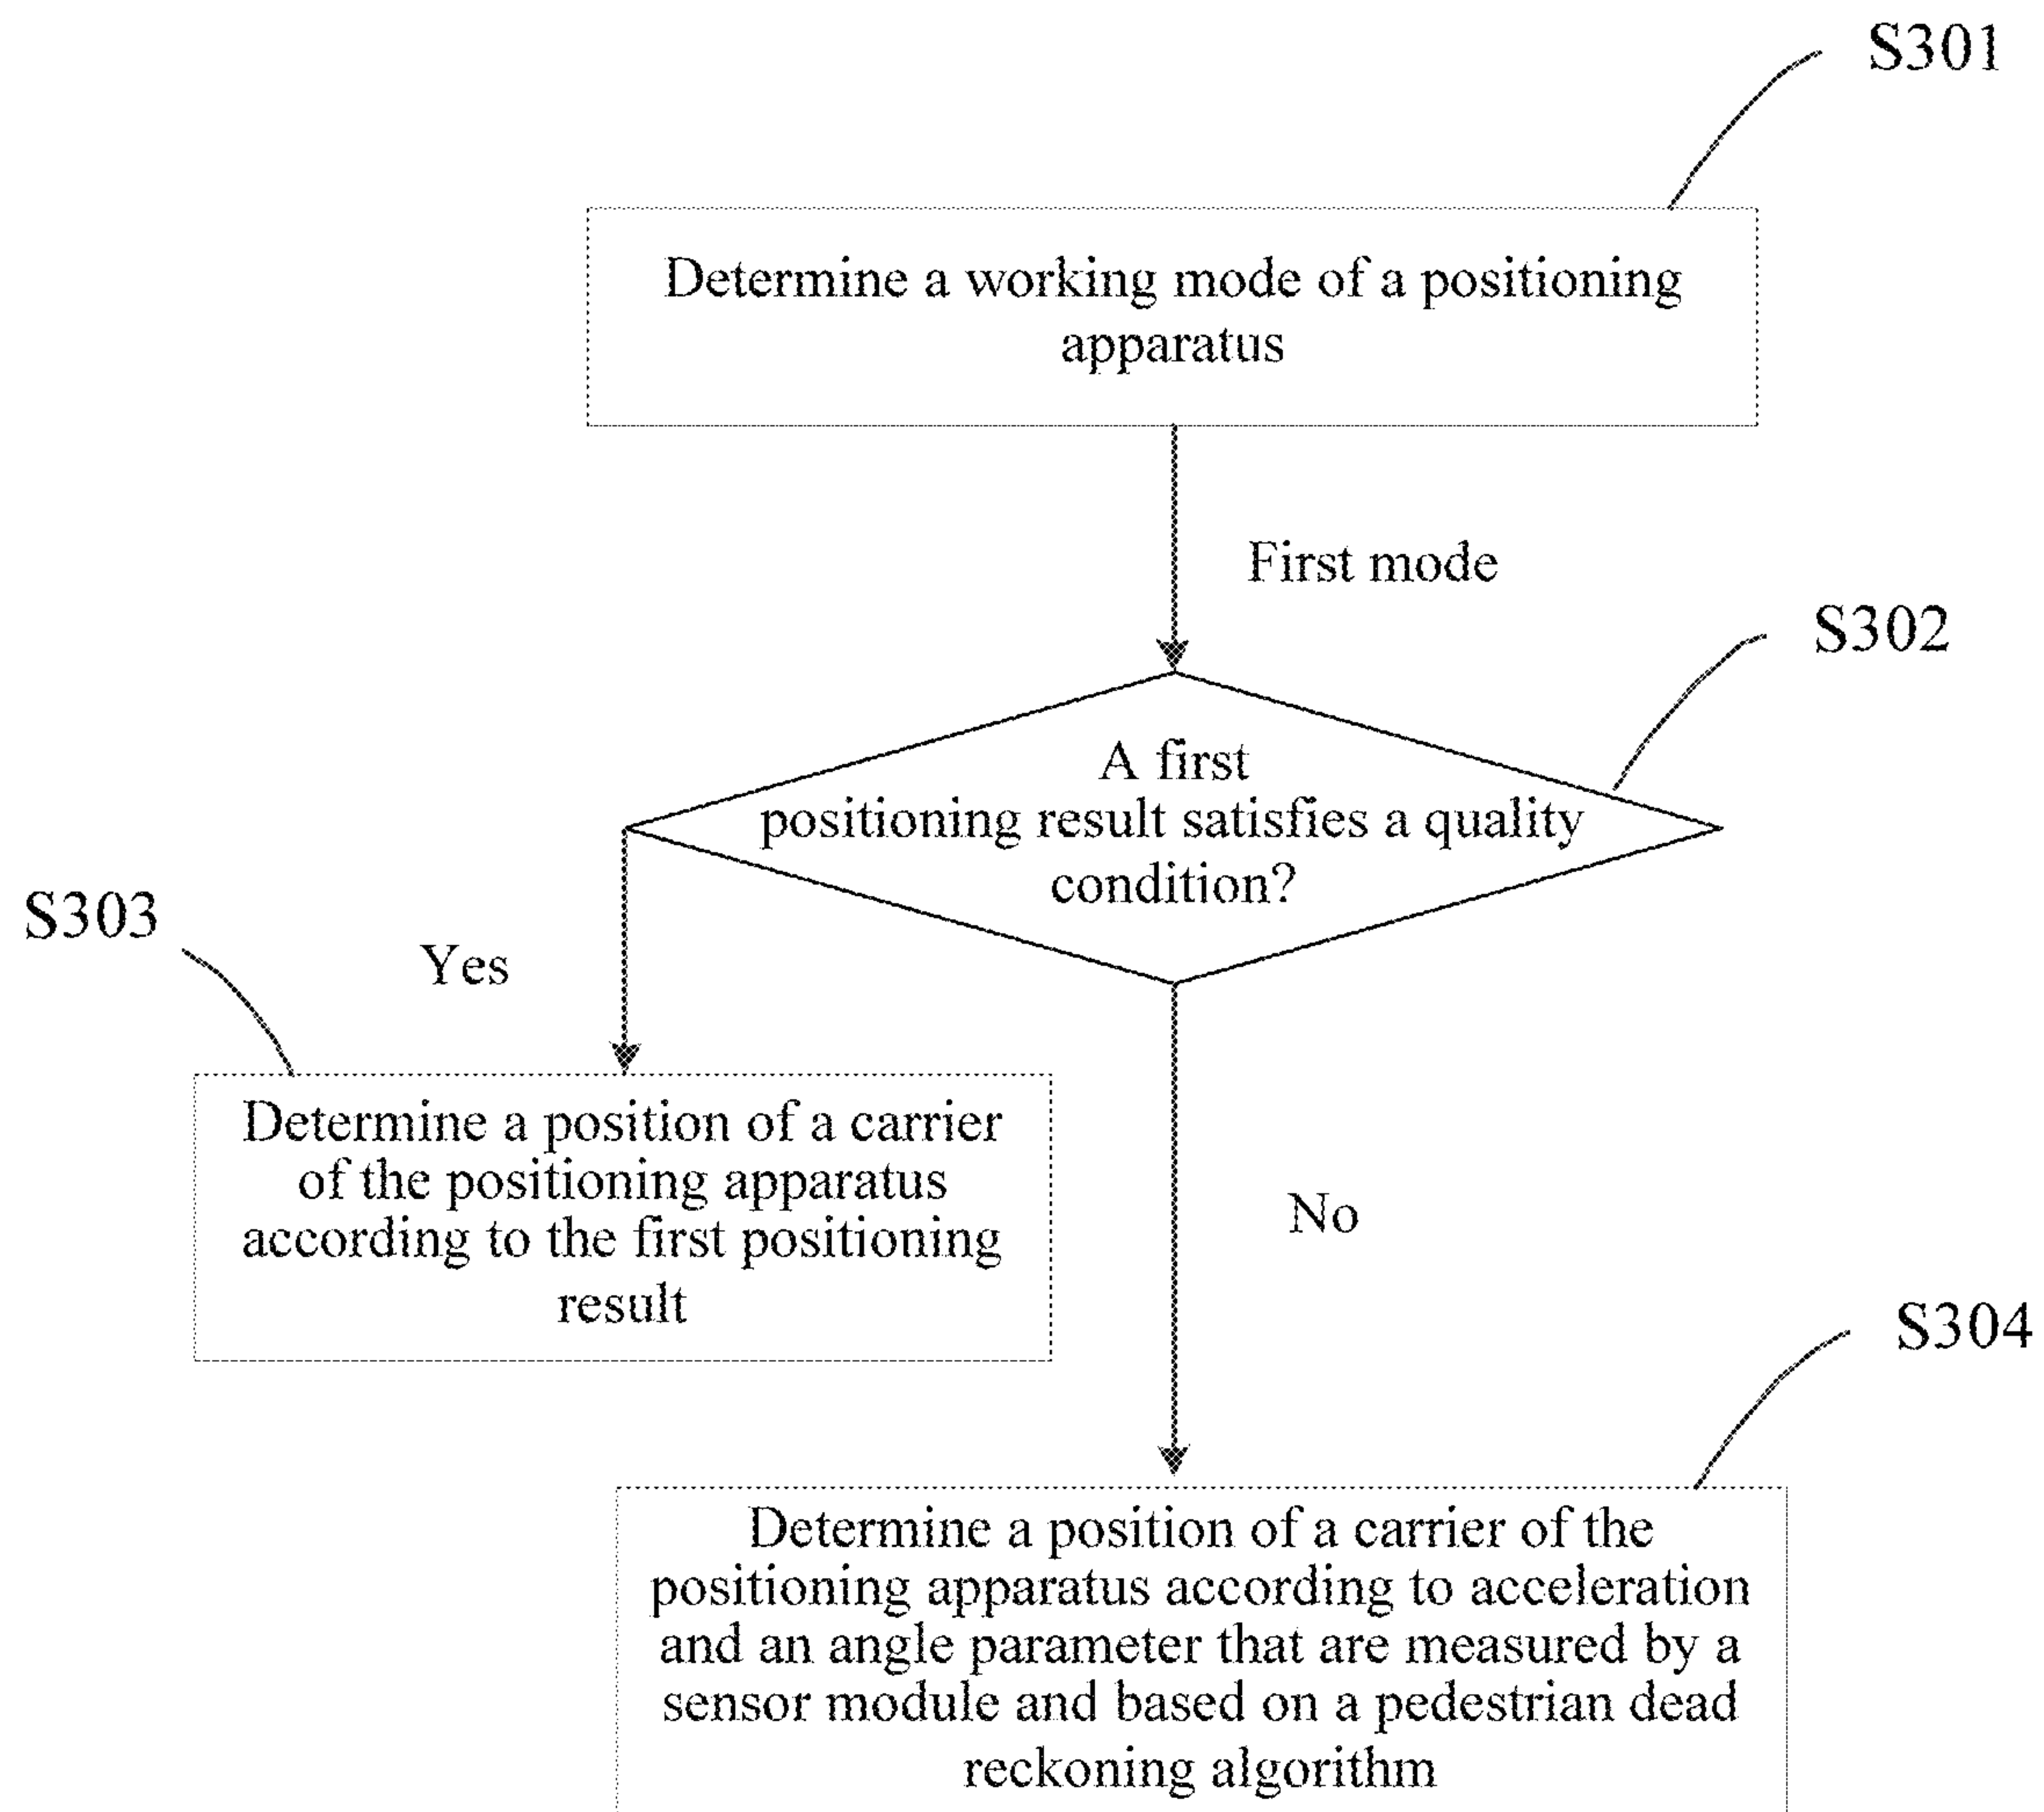 S301
Determine a working mode of a positioning
apparatus
First mode
S302
A first
positioning result satisfies a quality
condition?
S303
Yes
Determine a position of a carrier
of the positioning apparatus
according to the first positioning
result
No
S304
Determine a position of a carrier of the
positioning apparatus according to acceleration
and an angle parameter that are measured by a
sensor module and based on a pedestrian dead
reckoning algorithm